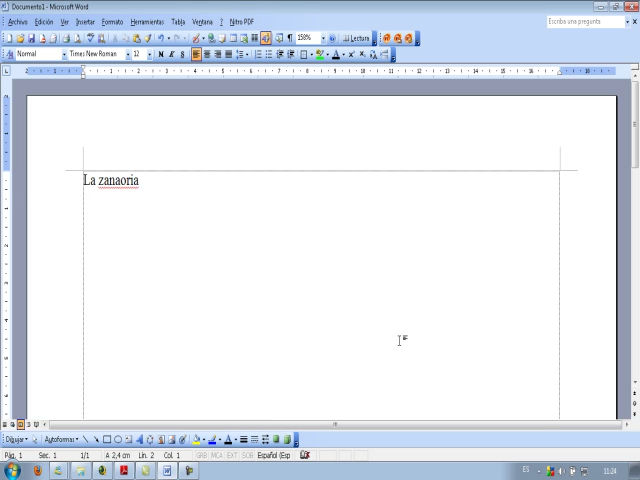 Documento1 - Microsoft Word
Archivo Edición Ver Insertar Formato Herramientas Tabla Ventana ? Nitro PDF
Escriba una pregunta
158%
Lectura
Normal Times New Roman 12 N K S
La zanaoria
Dibujar Autoformas
Pág. 1 Sec. 1 1/1 A 2,4 cm Lín. 2 Col. 1 GRB MCA EXT SOB Español (Esp
ES 11:24